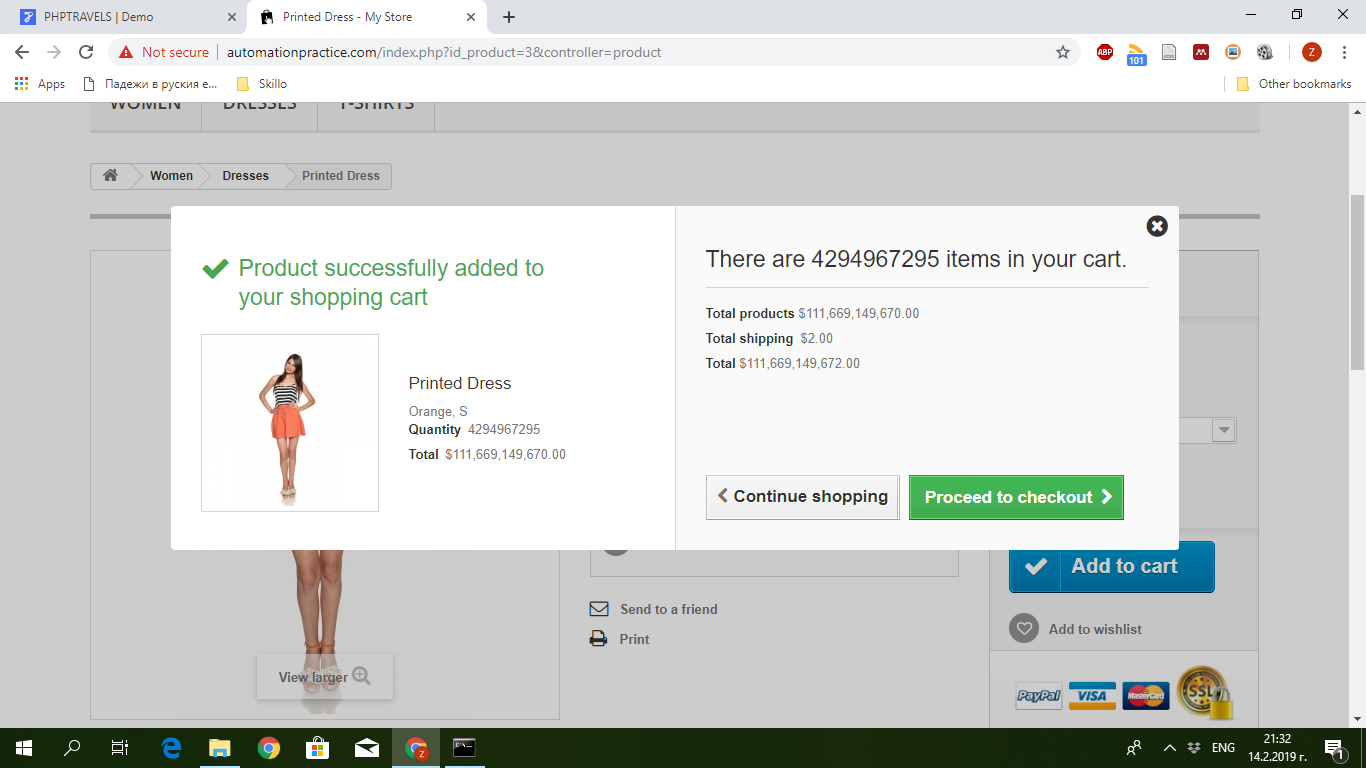 PHPTRAVELS | Demo
Printed Dress - My Store
Not secure
automationpractice.com/index.php?id_product=3&controller=product
ABP
101
Z
Apps
Падежи в руския е...
Skillo
Other bookmarks
WOMEN
DRESSES
T-SHIRTS
Women
Dresses
Printed Dress
Product successfully added to
your shopping cart
Printed Dress
Orange, S
Quantity 4294967295
Total $111,669,149,670.00
There are 4294967295 items in your cart.
Total products $111,669,149,670.00
Total shipping $2.00
Total $111,669,149,672.00
Continue shopping
Proceed to checkout
Add to cart
Send to a friend
Print
Add to wishlist
View larger
PayPal
VISA
MasterCard
SSL
Z
ENG
21:32
14.2.2019 г.
1